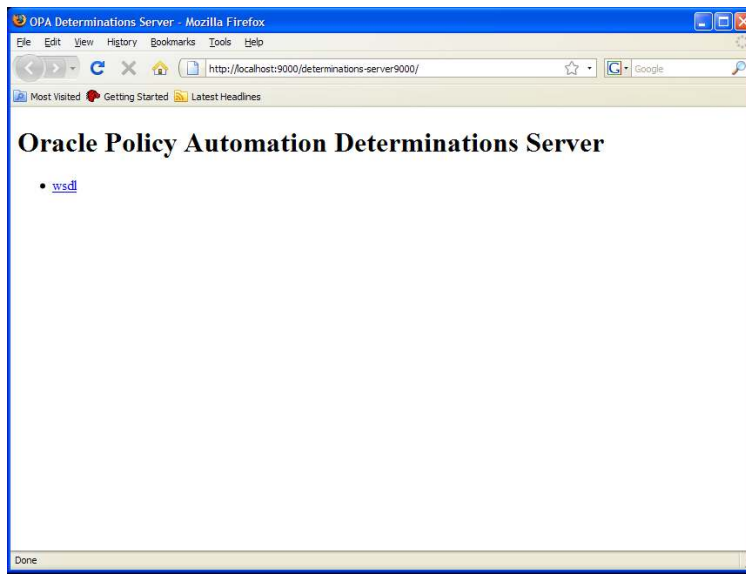 OPA Determinations Server - Mozilla Firefox
File Edit View History Bookmarks Tools Help
http://localhost:9000/determinations-server9000/ G Google
Most Visited Getting Started Latest Headlines
Oracle Policy Automation Determinations Server
• wsdl
Done